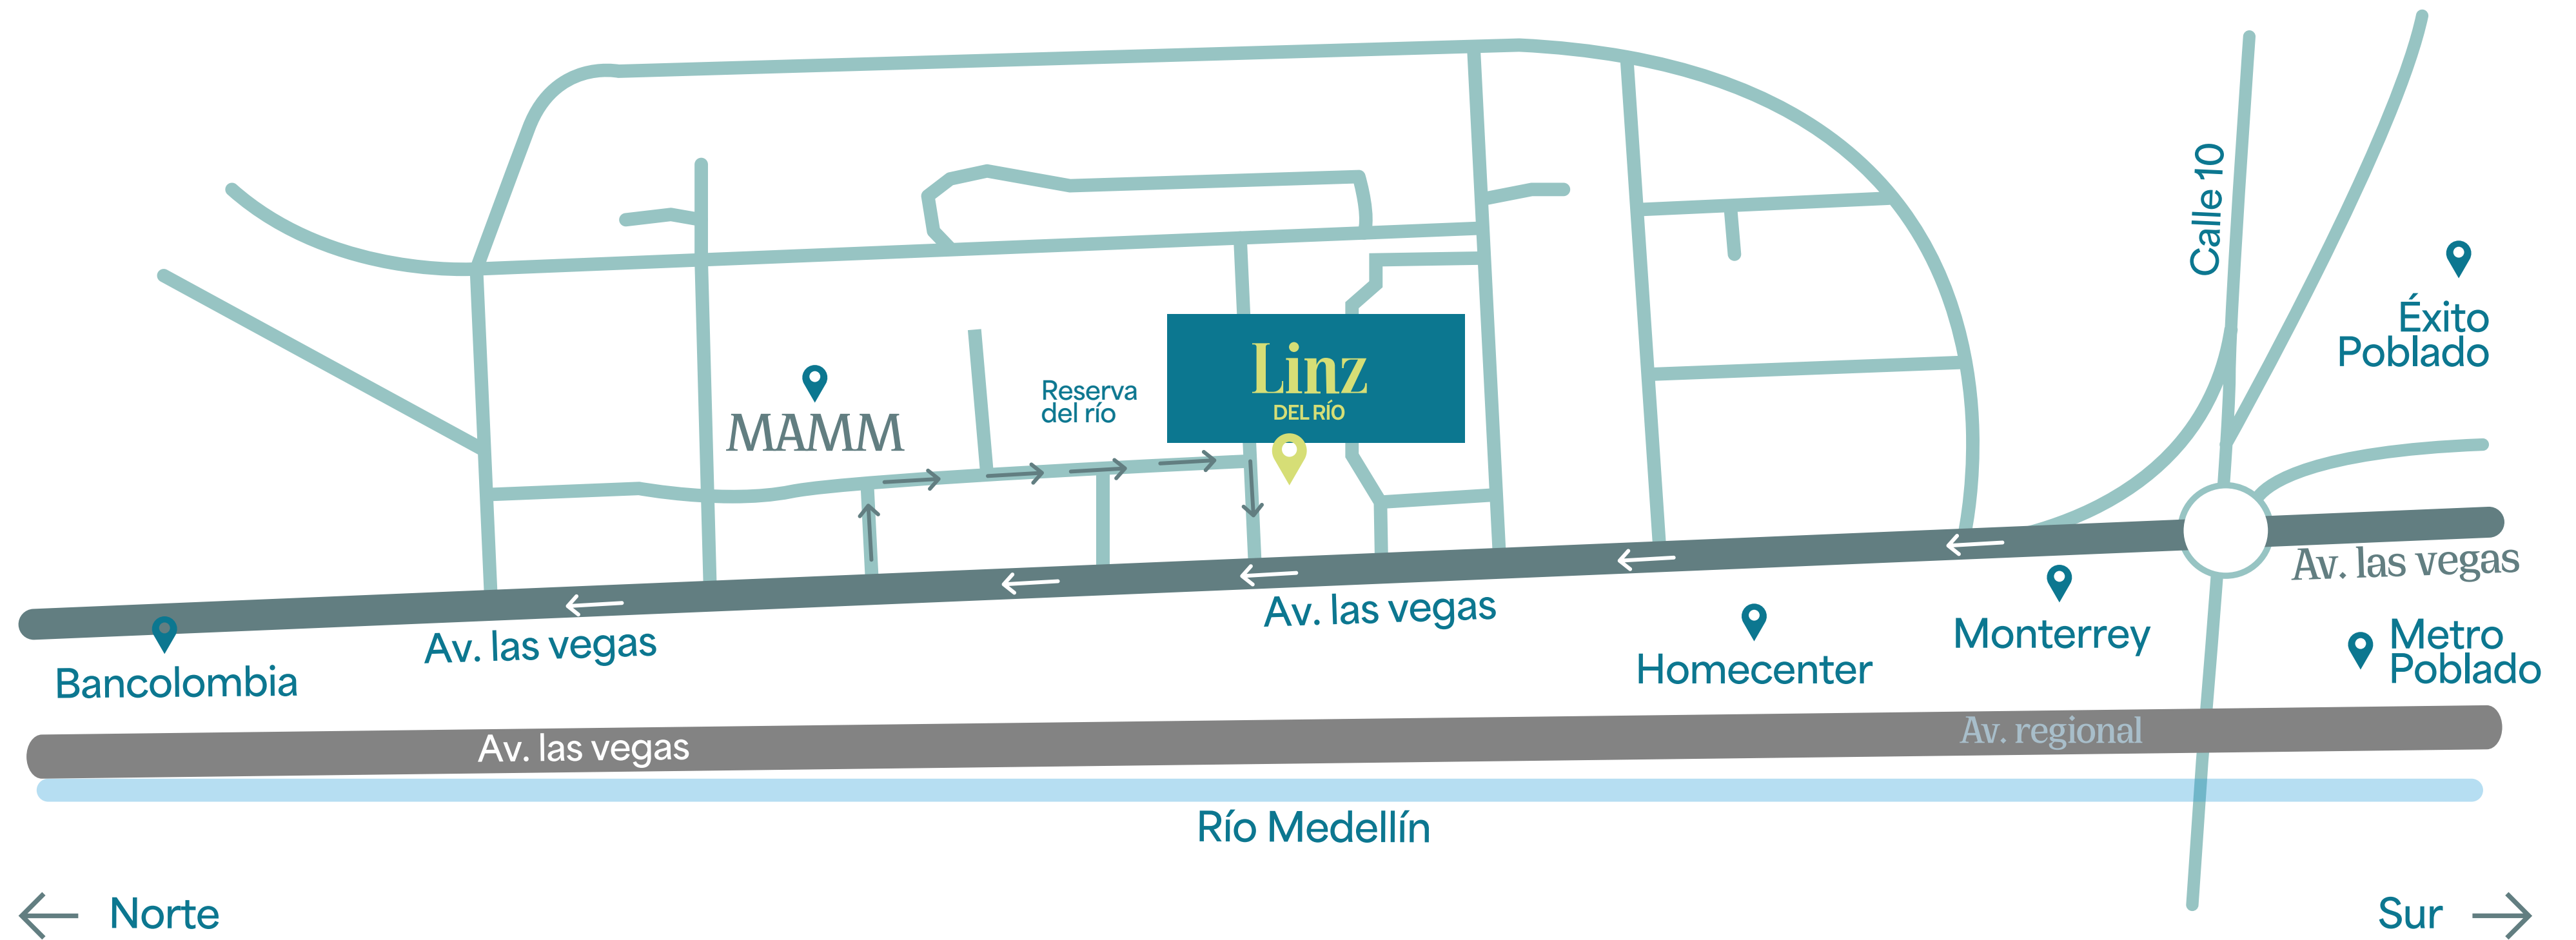 Calle 10
Éxito
Poblado
Linz
DEL RÍO
Reserva
del río
MAMM
Av. las vegas
Av. las vegas
Av. las vegas
Monterrey
Metro
Poblado
Homecenter
Bancolombia
Av. regional
Av. las vegas
Río Medellín
Norte
Sur